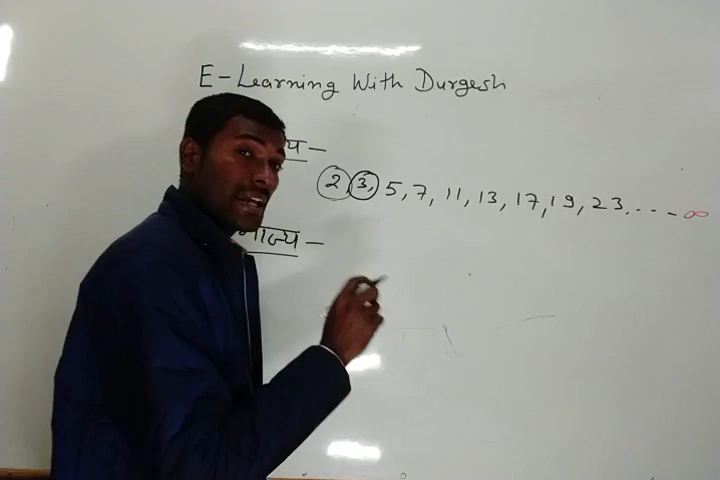 E-Learning With Durgesh
2, 3, 5, 7, 11, 13, 17, 19, 23, ... - ∞